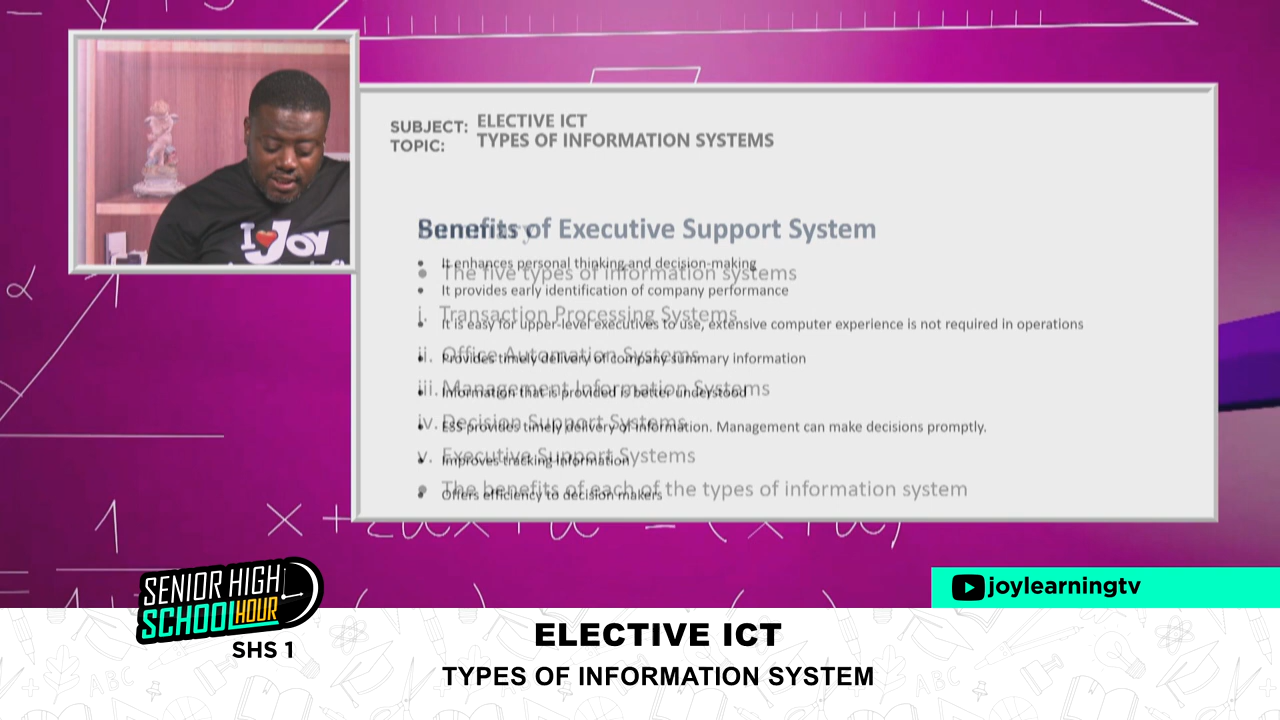 SUBJECT: ELECTIVE ICT
TOPIC: TYPES OF INFORMATION SYSTEMS
I JOY
Benefits of Executive Support System
Summary
• It enhances personal thinking and decision-making
• The five types of information systems
• It provides early identification of company performance
i. Transaction Processing Systems
• It is easy for upper-level executives to use, extensive computer experience is not required in operations
ii. Office Automation Systems
• Provides timely delivery of company summary information
iii. Management Information Systems
• Information that is provided is better understood
iv. Decision Support Systems
• ESS provides timely delivery of information. Management can make decisions promptly.
v. Executive Support Systems
• Improves tracking information
• The benefits of each of the types of information system
• Offers efficiency to decision makers
SENIOR HIGH
SCHOOL HOUR
SHS 1
joylearningtv
ELECTIVE ICT
TYPES OF INFORMATION SYSTEM